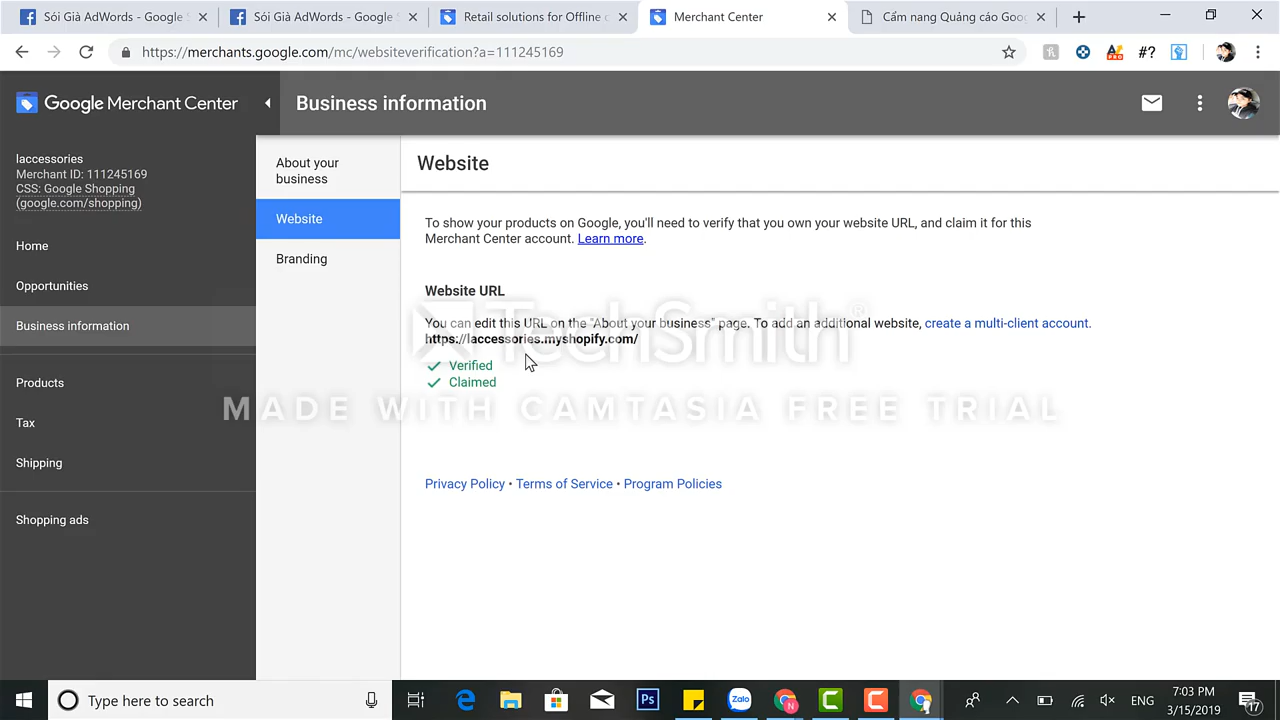 Sói Già AdWords - Google S
Sói Già AdWords - Google S
Retail solutions for Offline c
Merchant Center
Cẩm nang Quảng cáo Goog
https://merchants.google.com/mc/websiteverification?a=111245169
#?
PRO
Google Merchant Center
Business information
laccessories
Merchant ID: 111245169
CSS: Google Shopping
(google.com/shopping)
Home
Opportunities
Business information
Products
Tax
Shipping
Shopping ads
About your
business
Website
Branding
Website
To show your products on Google, you'll need to verify that you own your website URL, and claim it for this
Merchant Center account. Learn more.
Website URL
You can edit this URL on the "About your business" page. To add an additional website, create a multi-client account.
https://laccessories.myshopify.com/
Verified
Claimed
TechSmith®
MADE WITH CAMTASIA FREE TRIAL
Privacy Policy • Terms of Service • Program Policies
Type here to search
Ps
Zalo
N
ENG
7:03 PM
3/15/2019
17